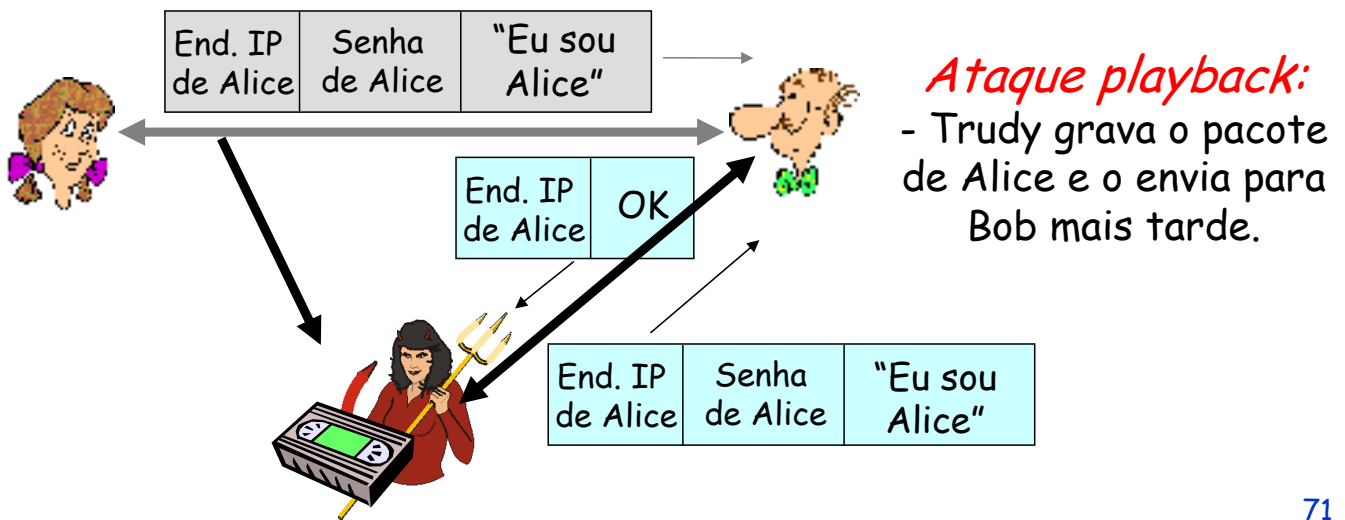 End. IP
de Alice
Senha
de Alice
“Eu sou
Alice”
Ataque playback:
- Trudy grava o pacote
de Alice e o envia para
Bob mais tarde.
End. IP
de Alice
OK
End. IP
de Alice
Senha
de Alice
“Eu sou
Alice”
71